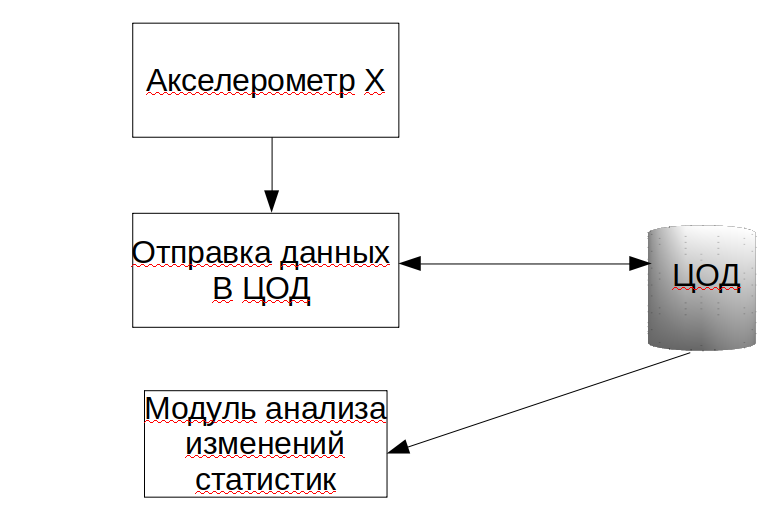 Акселерометр X
Отправка данных
В ЦОД
ЦОД
Модуль анализа
изменений
статистик